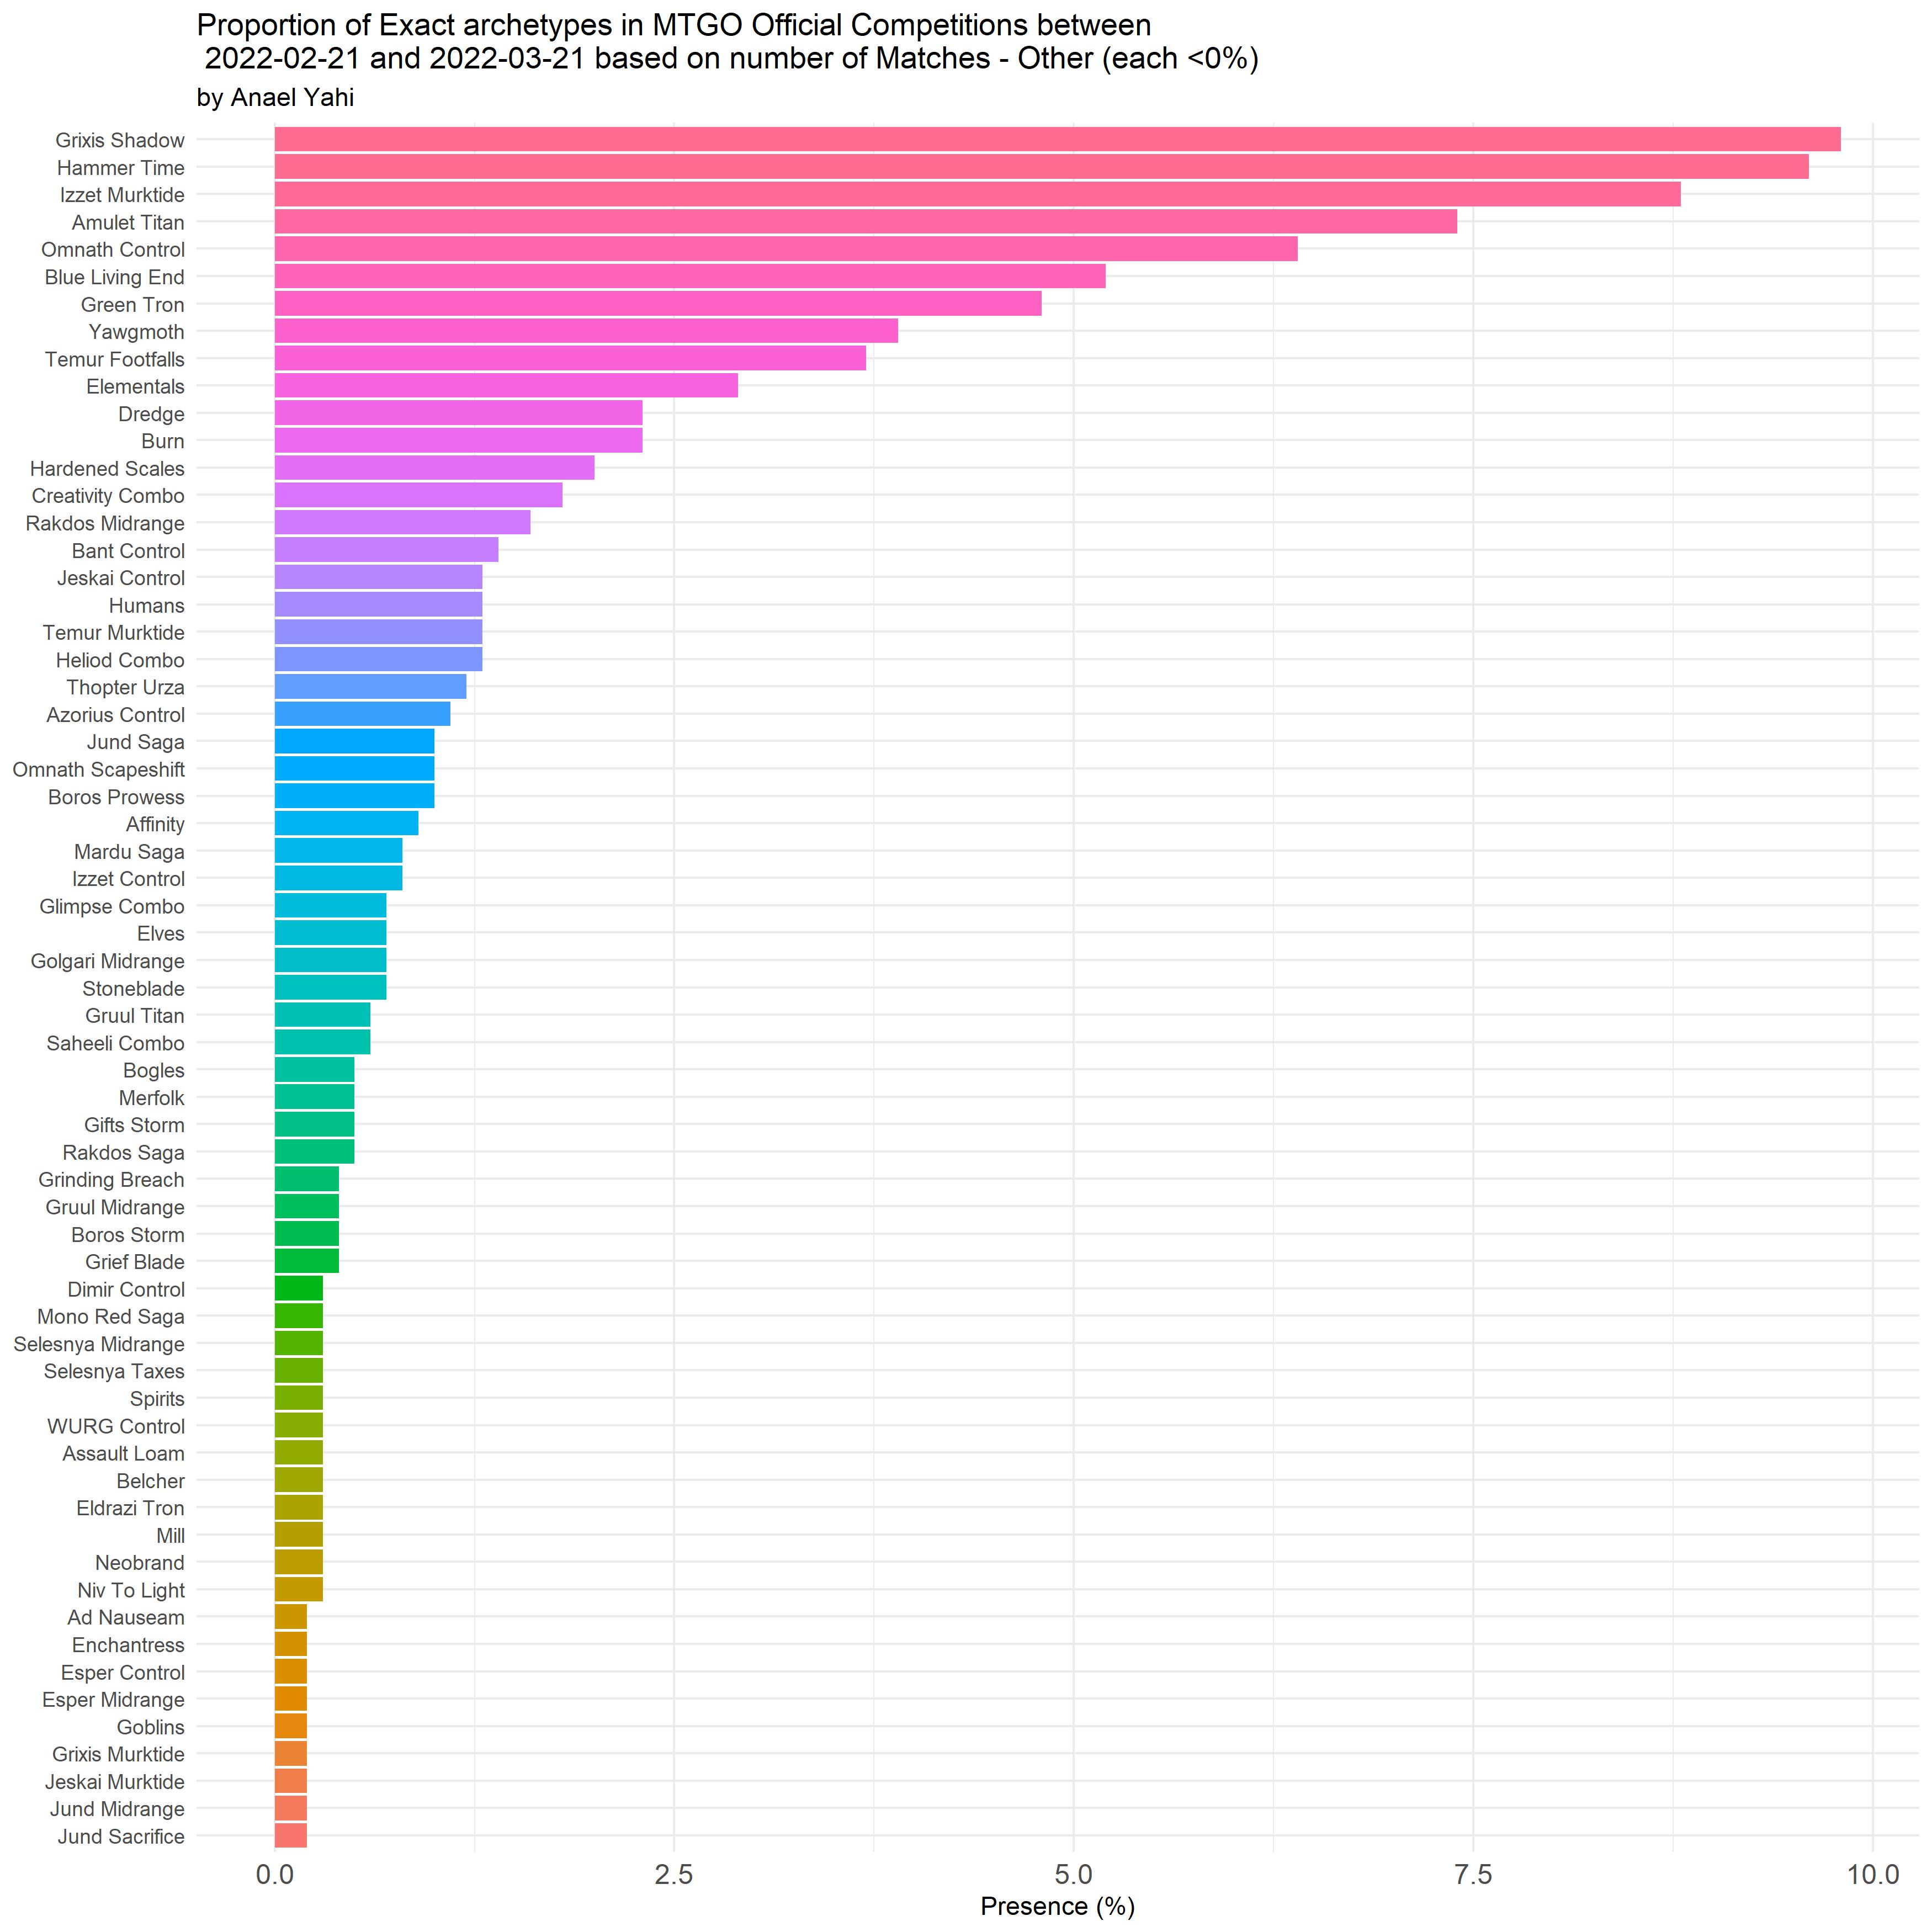 Proportion of Exact archetypes in MTGO Official Competitions between
2022-02-21 and 2022-03-21 based on number of Matches - Other (each <0%)
by Anael Yahi
Grixis Shadow
Hammer Time
Izzet Murktide
Amulet Titan
Omnath Control
Blue Living End
Green Tron
Yawgmoth
Temur Footfalls
Elementals
Dredge
Burn
Hardened Scales
Creativity Combo
Rakdos Midrange
Bant Control
Jeskai Control
Humans
Temur Murktide
Heliod Combo
Thopter Urza
Azorius Control
Jund Saga
Omnath Scapeshift
Boros Prowess
Affinity
Mardu Saga
Izzet Control
Glimpse Combo
Elves
Golgari Midrange
Stoneblade
Gruul Titan
Saheeli Combo
Bogles
Merfolk
Gifts Storm
Rakdos Saga
Grinding Breach
Gruul Midrange
Boros Storm
Grief Blade
Dimir Control
Mono Red Saga
Selesnya Midrange
Selesnya Taxes
Spirits
WURG Control
Assault Loam
Belcher
Eldrazi Tron
Mill
Neobrand
Niv To Light
Ad Nauseam
Enchantress
Esper Control
Esper Midrange
Goblins
Grixis Murktide
Jeskai Murktide
Jund Midrange
Jund Sacrifice
0.0 2.5 5.0 7.5 10.0
Presence (%)